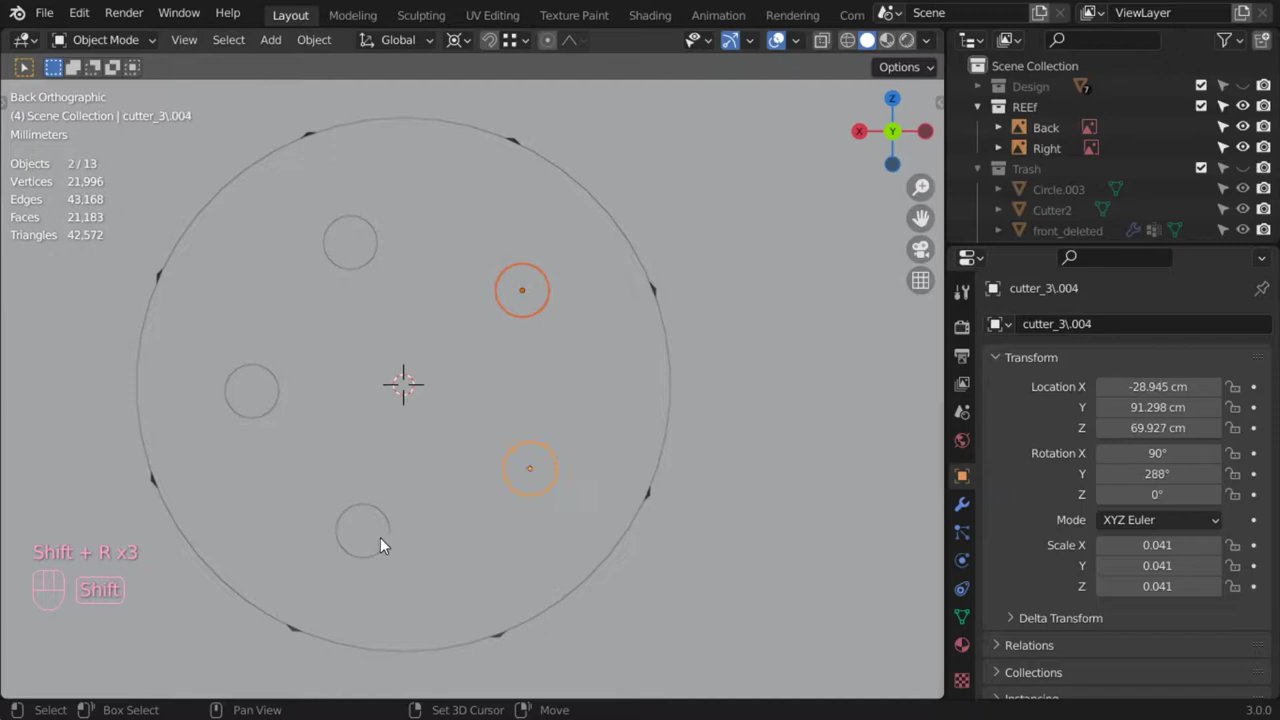 File Edit Render Window Help Layout Modeling Sculpting UV Editing Texture Paint Shading Animation Rendering Com Scene ViewLayer
Object Mode View Select Add Object Global
Options
Back Orthographic
(4) Scene Collection | cutter_3\.004
Millimeters
Objects 2 / 13
Vertices 21,996
Edges 43,168
Faces 21,183
Triangles 42,572
Z
X
Y
Shift + R x3
Shift
Scene Collection
Design 7
REEf
Back
Right
Trash
Circle.003
Cutter2
front_deleted
cutter_3\.004
cutter_3\.004
Transform
Location X -28.945 cm
Y 91.298 cm
Z 69.927 cm
Rotation X 90°
Y 288°
Z 0°
Mode XYZ Euler
Scale X 0.041
Y 0.041
Z 0.041
Delta Transform
Relations
Collections
Instancing
Select Box Select Pan View Set 3D Cursor Move 3.0.0